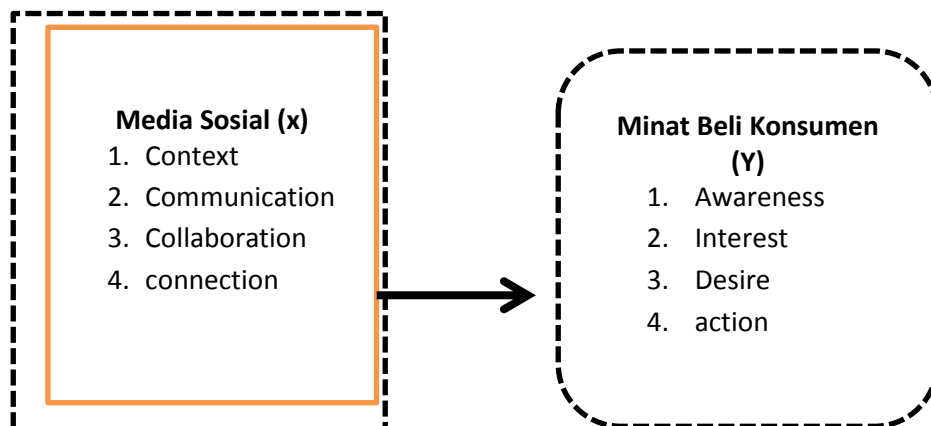 Media Sosial (x)
1. Context
2. Communication
3. Collaboration
4. connection
Minat Beli Konsumen
(Y)
1. Awareness
2. Interest
3. Desire
4. action